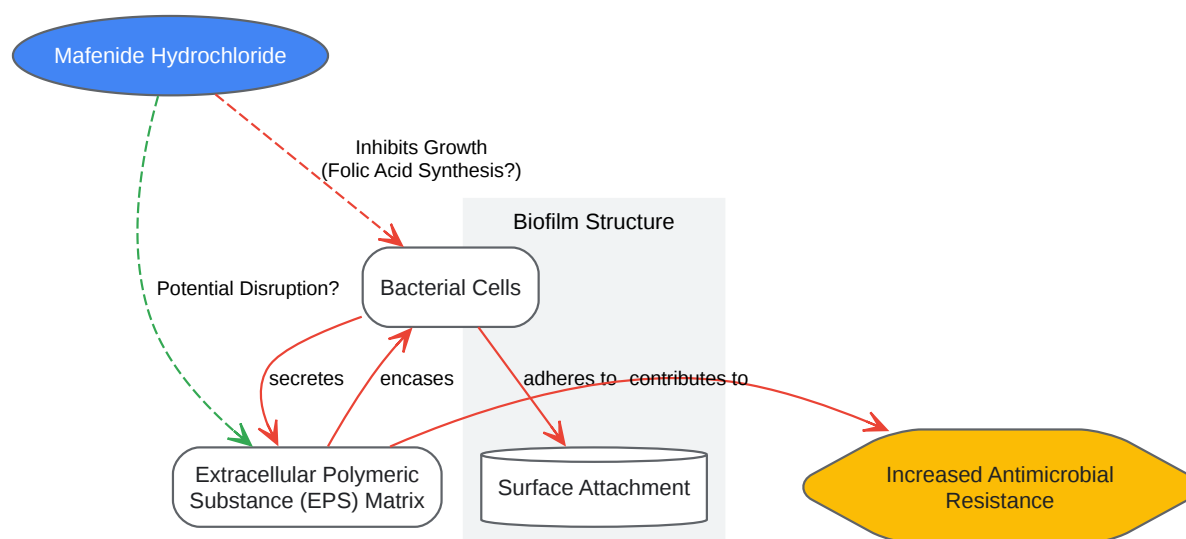 Mafenide Hydrochloride
Inhibits Growth
(Folic Acid Synthesis?)
Biofilm Structure
Bacterial Cells
Potential Disruption?
secretes
encases
adheres to
contributes to
Extracellular Polymeric
Substance (EPS) Matrix
Surface Attachment
Increased Antimicrobial
Resistance